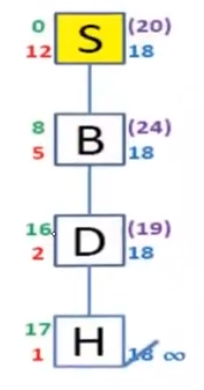 0 S (20)
12 18
8 B (24)
5 18
16 D (19)
2 18
17 H
1 18 ∞